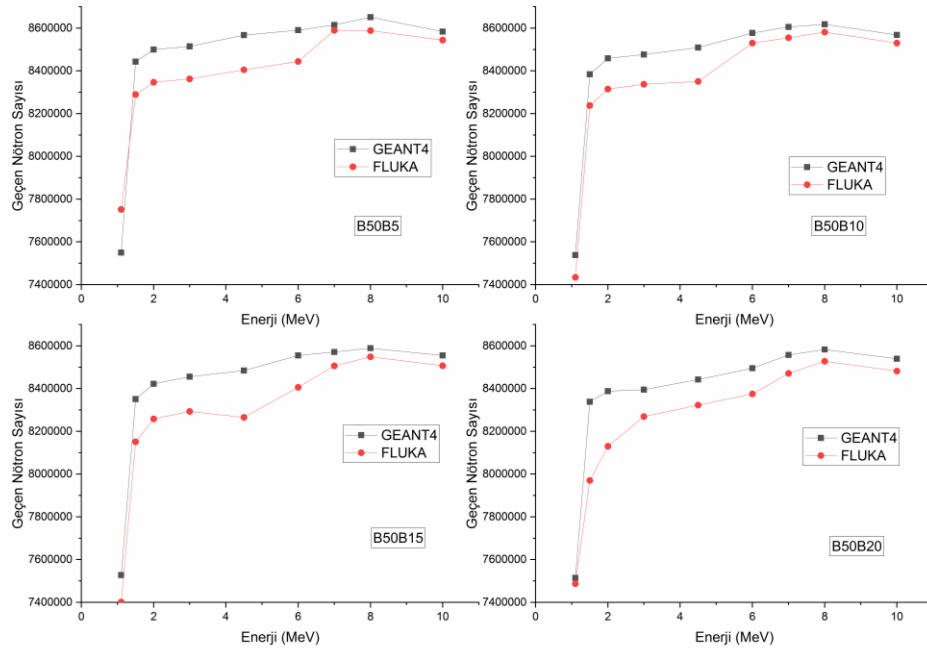 8600000
8400000
8200000
8000000
7800000
7600000
7400000
Geçen Nötron Sayısı
GEANT4
FLUKA
B50B5
0 2 4 6 8 10
Enerji (MeV)
8600000
8400000
8200000
8000000
7800000
7600000
7400000
Geçen Nötron Sayısı
GEANT4
FLUKA
B50B10
0 2 4 6 8 10
Enerji (MeV)
8600000
8400000
8200000
8000000
7800000
7600000
7400000
Geçen Nötron Sayısı
GEANT4
FLUKA
B50B15
0 2 4 6 8 10
Enerji (MeV)
8600000
8400000
8200000
8000000
7800000
7600000
7400000
Geçen Nötron Sayısı
GEANT4
FLUKA
B50B20
0 2 4 6 8 10
Enerji (MeV)